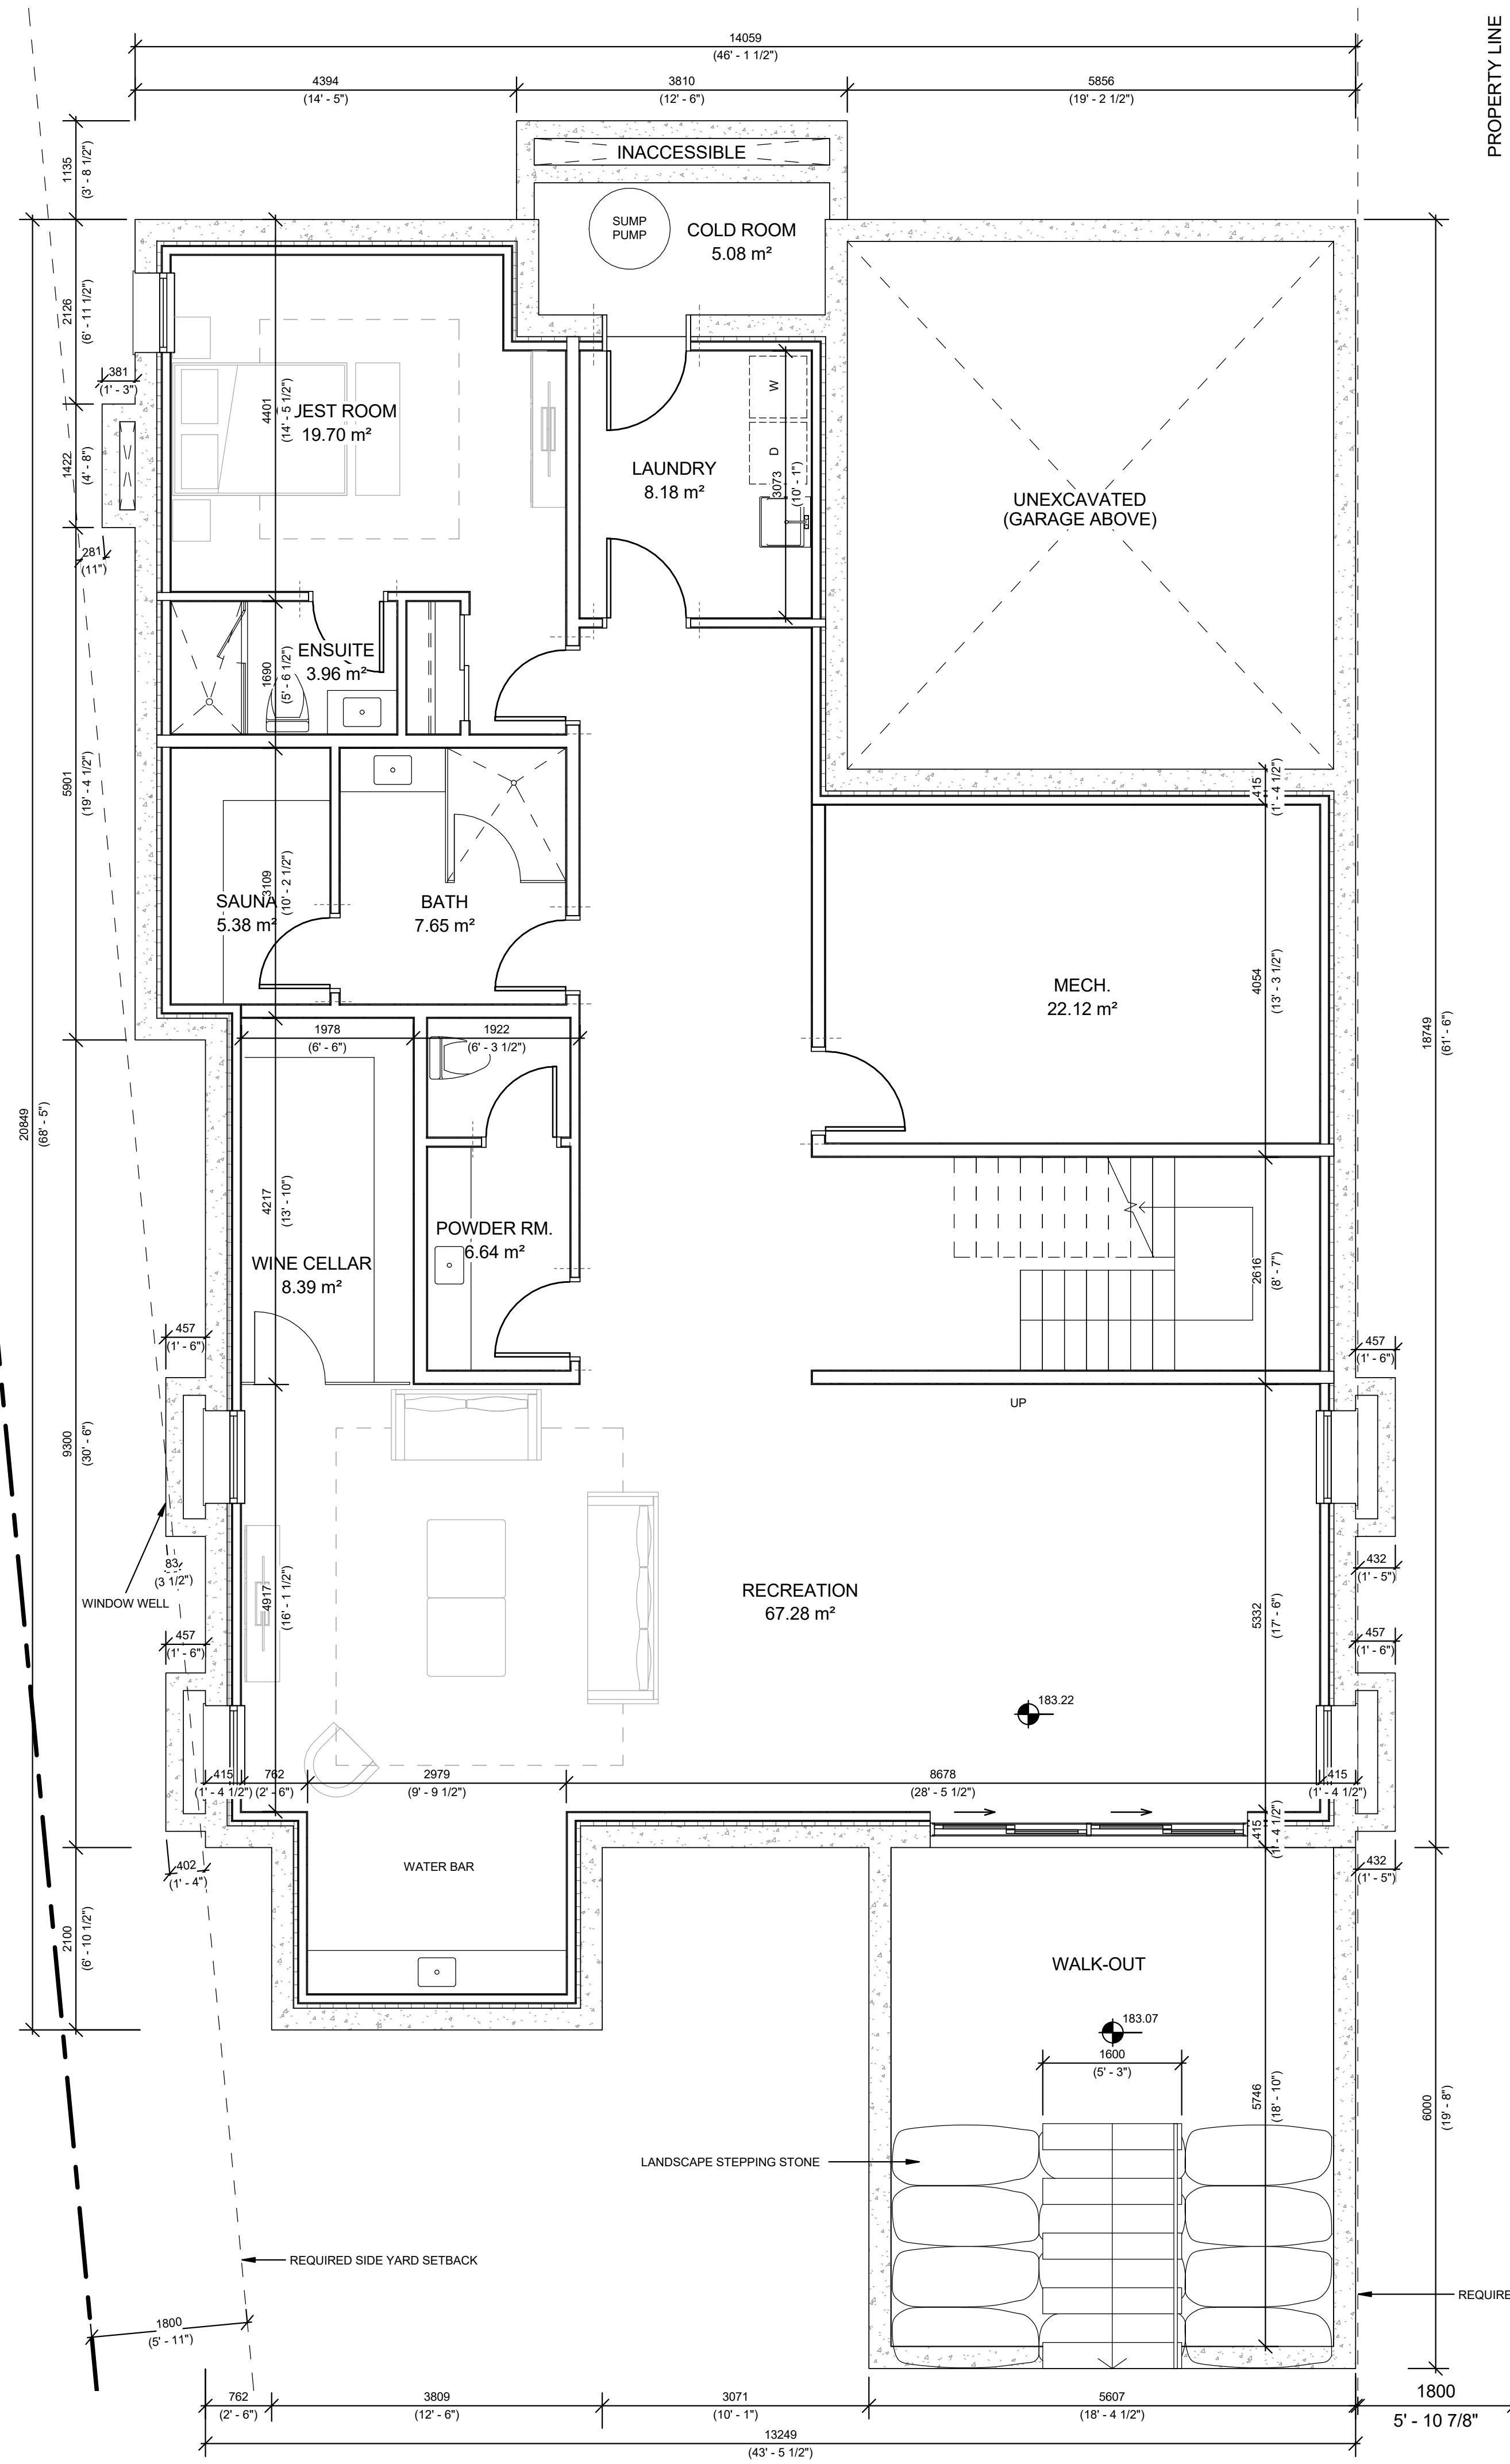 PROPERTY LINE
14059
(46' - 1 1/2")
4394
(14' - 5")
3810
(12' - 6")
5856
(19' - 2 1/2")
1135
(3' - 8 1/2")
INACCESSIBLE
SUMP
PUMP
COLD ROOM
5.08 m²
2126
(6' - 11 1/2")
381
(1' - 3")
4401
(14' - 5 1/2")
UEST ROOM
19.70 m²
1422
(4' - 8")
281
(11")
W
D
LAUNDRY
8.18 m²
3073
(10' - 1")
UNEXCAVATED
(GARAGE ABOVE)
ENSUITE
3.96 m²
1690
(5' - 6 1/2")
5901
(19' - 4 1/2")
415
(1' - 4 1/2")
3109
(10' - 2 1/2")
SAUNA
5.38 m²
BATH
7.65 m²
MECH.
22.12 m²
4054
(13' - 3 1/2")
18749
(61' - 6")
1978
(6' - 6")
1922
(6' - 3 1/2")
20849
(68' - 5")
4217
(13' - 10")
POWDER RM.
6.64 m²
WINE CELLAR
8.39 m²
2616
(8' - 7")
457
(1' - 6")
457
(1' - 6")
UP
9300
(30' - 6")
83
(3 1/2")
WINDOW WELL
432
(1' - 5")
4917
(16' - 1 1/2")
RECREATION
67.28 m²
5332
(17' - 6")
457
(1' - 6")
457
(1' - 6")
183.22
415
(1' - 4 1/2")
762
(2' - 6")
2979
(9' - 9 1/2")
8678
(28' - 5 1/2")
415
(1' - 4 1/2")
415
(1' - 4 1/2")
402
(1' - 4")
WATER BAR
432
(1' - 5")
2100
(6' - 10 1/2")
WALK-OUT
183.07
1600
(5' - 3")
5746
(18' - 10")
6000
(19' - 8")
LANDSCAPE STEPPING STONE
REQUIRED SIDE YARD SETBACK
REQUIRE
1800
(5' - 11")
762
(2' - 6")
3809
(12' - 6")
3071
(10' - 1")
5607
(18' - 4 1/2")
1800
5' - 10 7/8"
13249
(43' - 5 1/2")